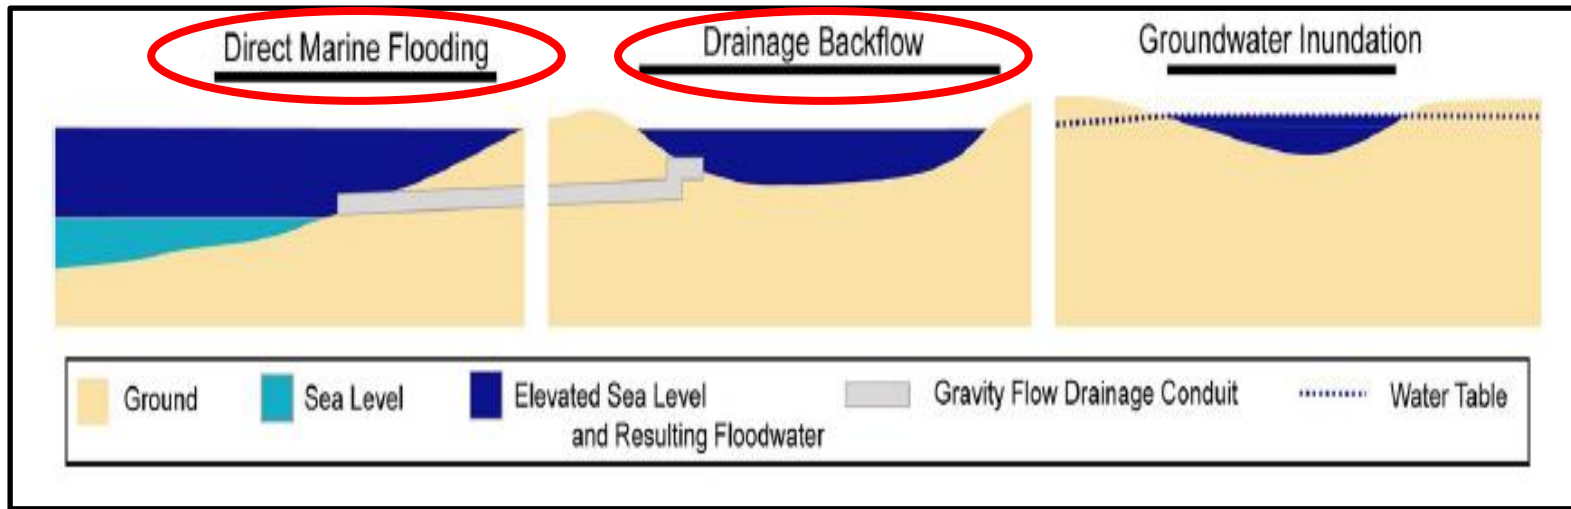 Direct Marine Flooding
Drainage Backflow
Groundwater Inundation
Ground
Sea Level
Elevated Sea Level
and Resulting Floodwater
Gravity Flow Drainage Conduit
Water Table